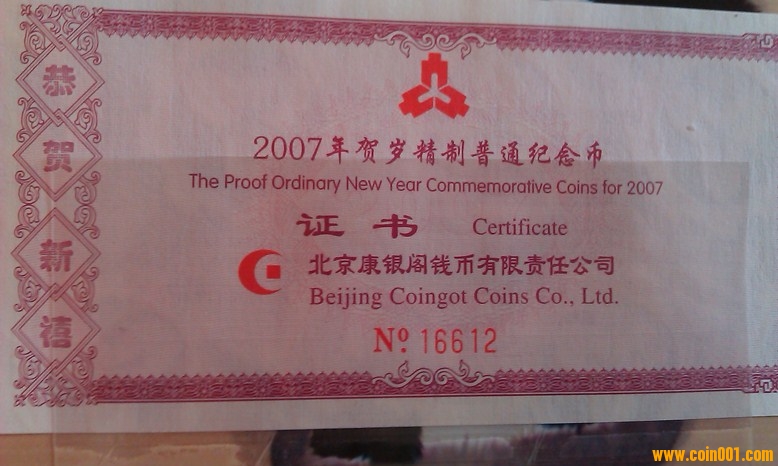 恭贺新禧
2007年贺岁精制普通纪念币
The Proof Ordinary New Year Commemorative Coins for 2007
证书 Certificate
北京康银阁钱币有限责任公司
Beijing Coingot Coins Co., Ltd.
Nº 16612
www.coin001.com